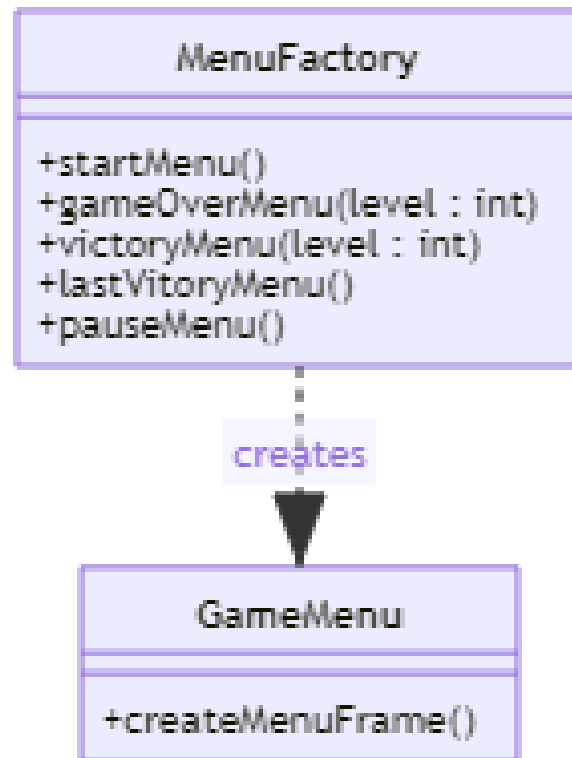 MenuFactory
+startMenu()
+gameOverMenu(level : int)
+victoryMenu(level : int)
+lastVitoryMenu()
+pauseMenu()
creates
GameMenu
+createMenuFrame()